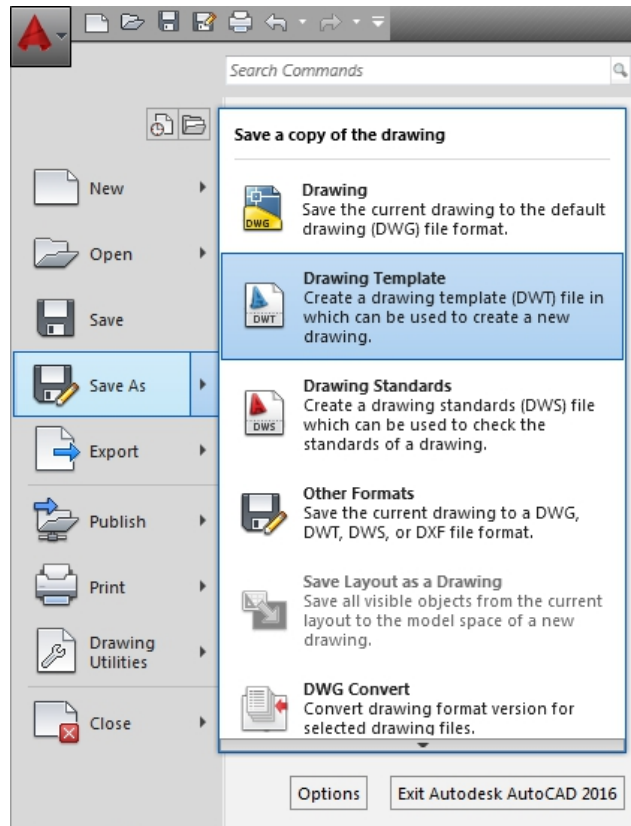 Search Commands
Save a copy of the drawing
New
Open
Save
Save As
Export
Publish
Print
Drawing
Utilities
Close
DWG
Drawing
Save the current drawing to the default
drawing (DWG) file format.
DWT
Drawing Template
Create a drawing template (DWT) file in
which can be used to create a new
drawing.
DWS
Drawing Standards
Create a drawing standards (DWS) file
which can be used to check the
standards of a drawing.
Other Formats
Save the current drawing to a DWG,
DWT, DWS, or DXF file format.
Save Layout as a Drawing
Save all visible objects from the current
layout to the model space of a new
drawing.
DWG Convert
Convert drawing format version for
selected drawing files.
Options
Exit Autodesk AutoCAD 2016